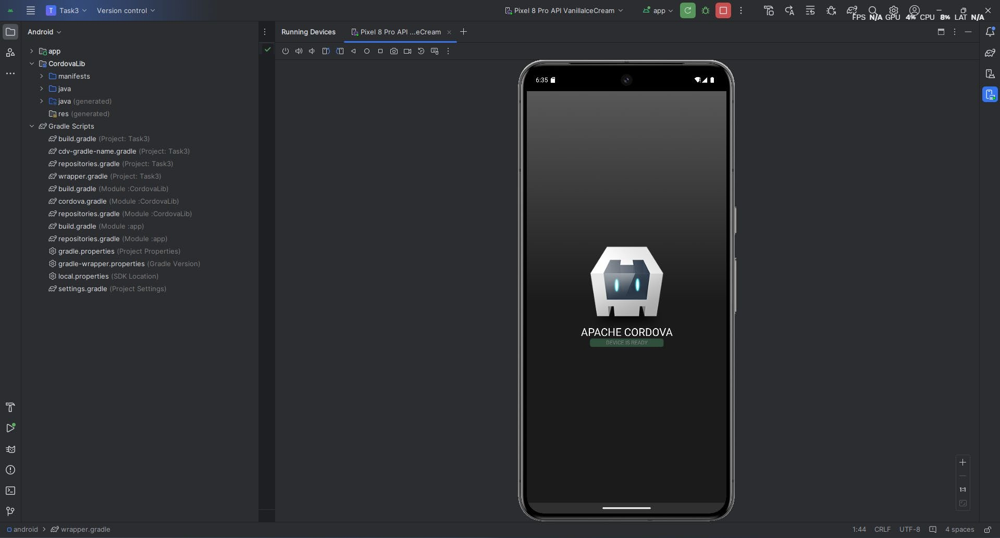 T Task3 Version control Pixel 8 Pro API VanillaIceCream app
FPS N/A GPU 4% CPU 8% LAT N/A
Android Running Devices Pixel 8 Pro API ...eCream
app
CordovaLib
manifests
java
java (generated)
res (generated)
Gradle Scripts
build.gradle (Project: Task3)
cdv-gradle-name.gradle (Project: Task3)
repositories.gradle (Project: Task3)
wrapper.gradle (Project: Task3)
build.gradle (Module :CordovaLib)
cordova.gradle (Module :CordovaLib)
repositories.gradle (Module :CordovaLib)
build.gradle (Module :app)
repositories.gradle (Module :app)
gradle.properties (Project Properties)
gradle-wrapper.properties (Gradle Version)
local.properties (SDK Location)
settings.gradle (Project Settings)
6:35
APACHE CORDOVA
DEVICE IS READY
1:1
android > wrapper.gradle 1:44 CRLF UTF-8 4 spaces